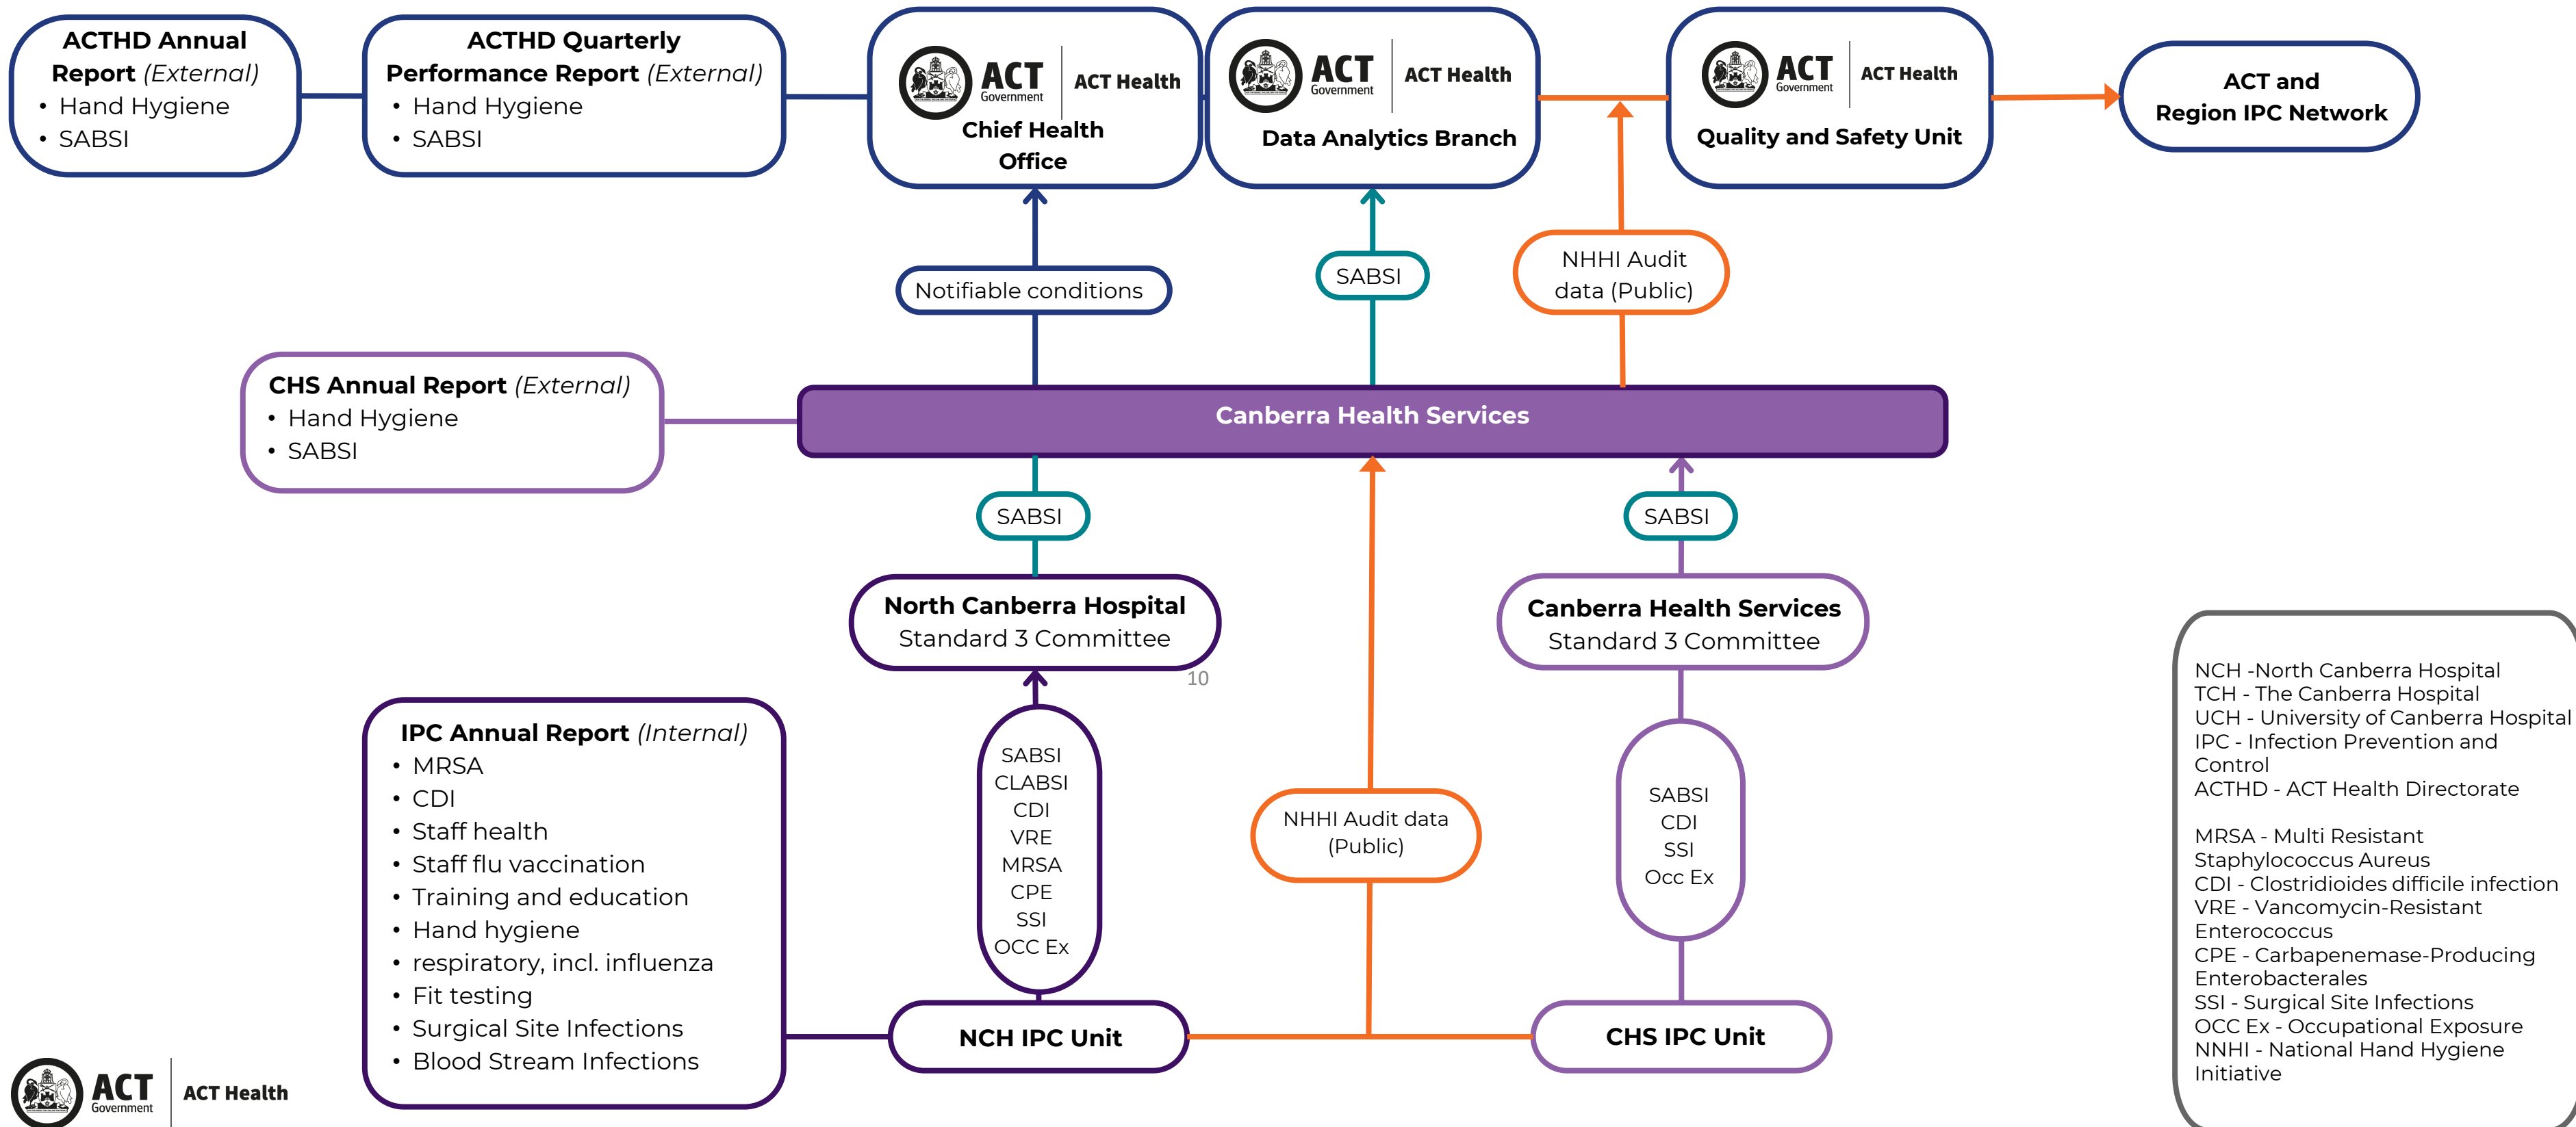 ACTHD Annual
Report (External)
• Hand Hygiene
• SABSI
ACTHD Quarterly
Performance Report (External)
• Hand Hygiene
• SABSI
ACT
Government
ACT Health
Chief Health
Office
ACT
Government
ACT Health
Data Analytics Branch
ACT
Government
ACT Health
Quality and Safety Unit
ACT and
Region IPC Network
Notifiable conditions
SABSI
NHHI Audit
data (Public)
CHS Annual Report (External)
• Hand Hygiene
• SABSI
Canberra Health Services
SABSI
SABSI
North Canberra Hospital
Standard 3 Committee
Canberra Health Services
Standard 3 Committee
10
IPC Annual Report (Internal)
• MRSA
• CDI
• Staff health
• Staff flu vaccination
• Training and education
• Hand hygiene
• respiratory, incl. influenza
• Fit testing
• Surgical Site Infections
• Blood Stream Infections
SABSI
CLABSI
CDI
VRE
MRSA
CPE
SSI
OCC Ex
NHHI Audit data
(Public)
SABSI
CDI
SSI
Occ Ex
NCH IPC Unit
CHS IPC Unit
NCH -North Canberra Hospital
TCH - The Canberra Hospital
UCH - University of Canberra Hospital
IPC - Infection Prevention and
Control
ACTHD - ACT Health Directorate
MRSA - Multi Resistant
Staphylococcus Aureus
CDI - Clostridioides difficile infection
VRE - Vancomycin-Resistant
Enterococcus
CPE - Carbapenemase-Producing
Enterobacterales
SSI - Surgical Site Infections
OCC Ex - Occupational Exposure
NNHI - National Hand Hygiene
Initiative
ACT
Government
ACT Health